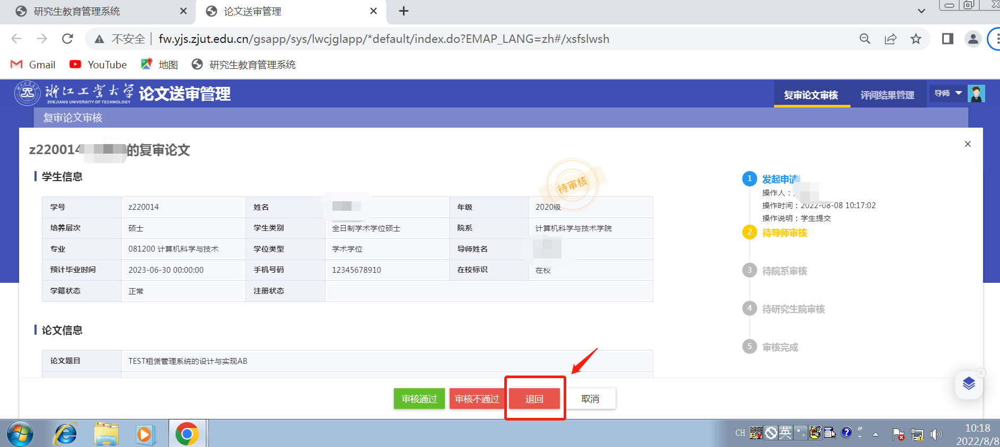 研究生教育管理系统
论文送审管理
不安全 fw.yjs.zjut.edu.cn/gsapp/sys/lwcjglapp/*default/index.do?EMAP_LANG=zh#/xsfslwsh
Gmail YouTube 地图 研究生教育管理系统
浙江工业大学 ZHEJIANG UNIVERSITY OF TECHNOLOGY 论文送审管理
复审论文审核 评阅结果管理 导师
复审论文审核
z220014 的复审论文
学生信息
待审核
学号 z220014 姓名 年级 2020级
培养层次 硕士 学生类别 全日制学术学位硕士 院系 计算机科学与技术学院
专业 081200 计算机科学与技术 学位类型 学术学位 导师姓名
预计毕业时间 2023-06-30 00:00:00 手机号码 12345678910 在校标识 在校
学籍状态 正常 注册状态
1 发起申请
操作人：
操作时间：2022-08-08 10:17:02
操作说明：学生提交
2 待导师审核
3 待院系审核
4 待研究生院审核
5 审核完成
论文信息
论文题目 TEST租赁管理系统的设计与实现AB
审核通过 审核不通过 退回 取消
CH 英
10:18
2022/8/8